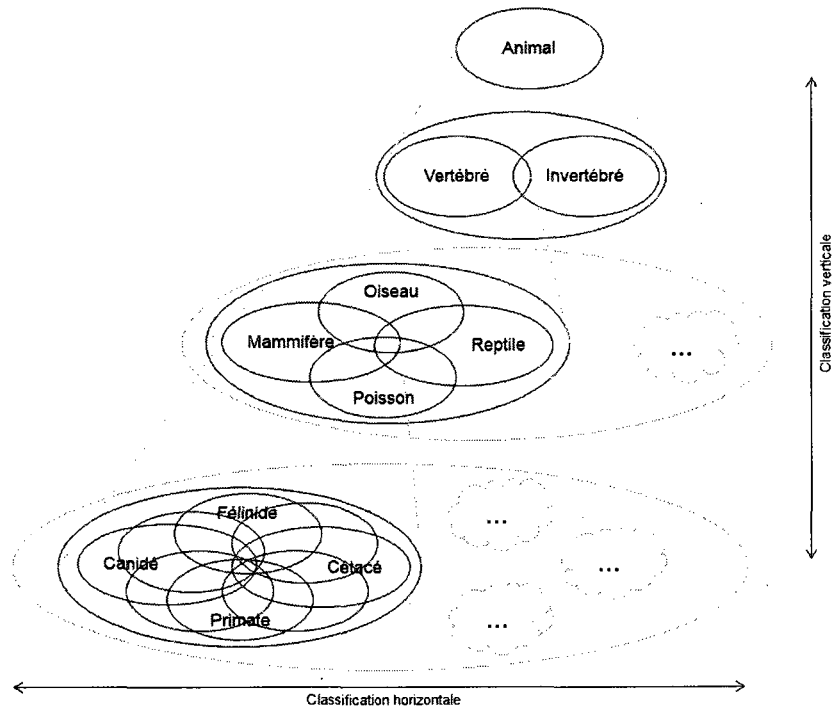 Animal
Vertébré
Invertébré
Oiseau
Mammifère
Reptile
Poisson
...
Félinidé
Canidé
Cétacé
Primate
...
...
...
Classification verticale
Classification horizontale